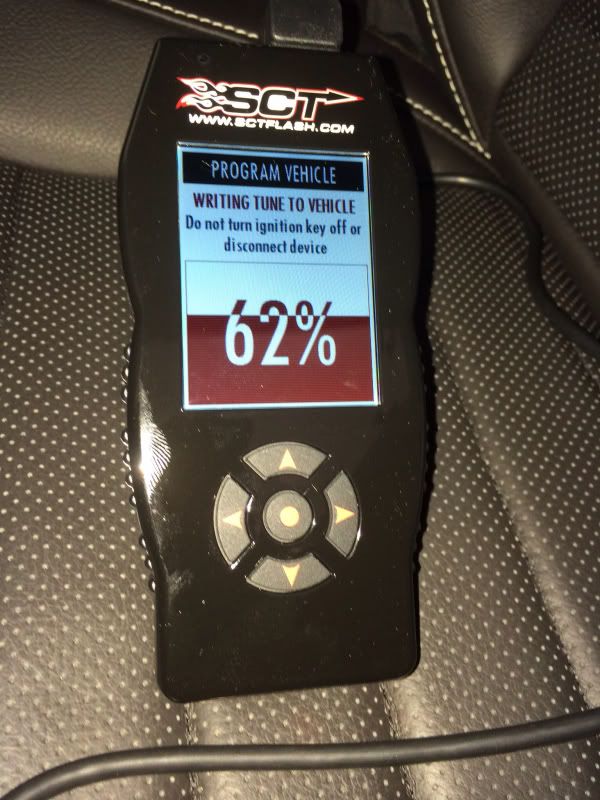 SCT
WWW.SCTFLASH.COM
PROGRAM VEHICLE
WRITING TUNE TO VEHICLE
Do not turn ignition key off or
disconnect device
62%